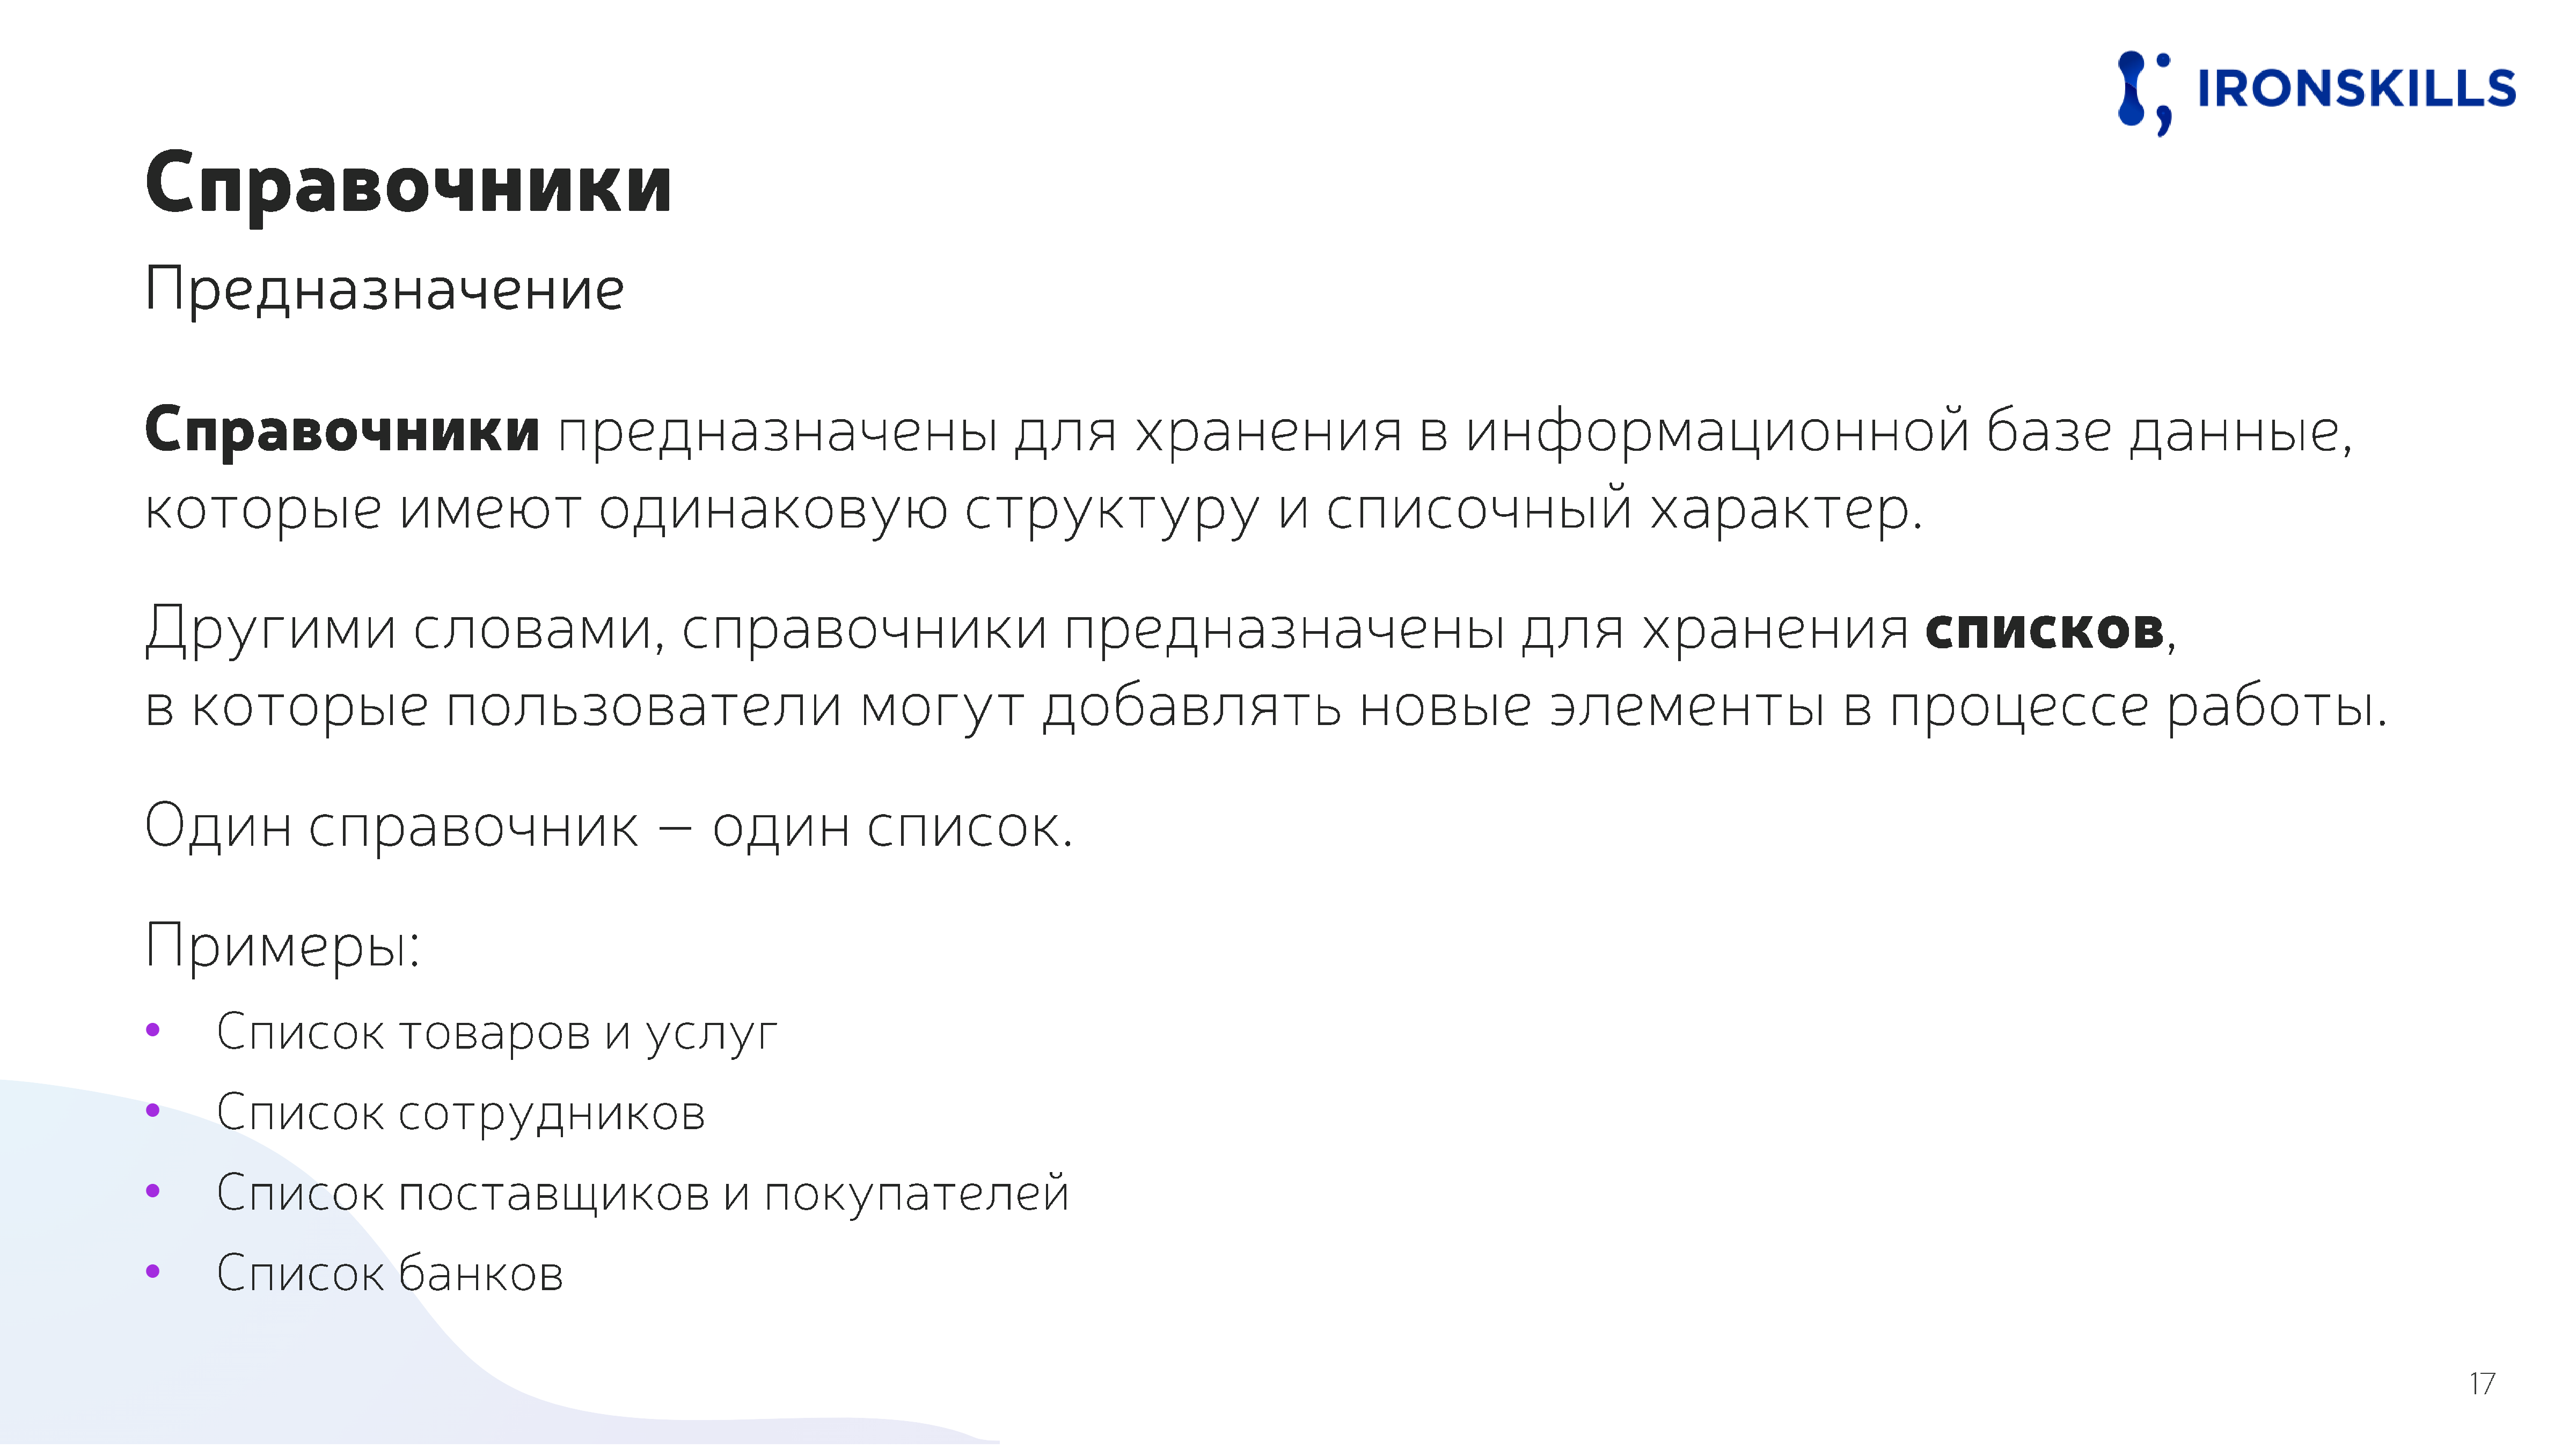 IRONSKILLS
Справочники
Предназначение
Справочники предназначены для хранения в информационной базе данные,
которые имеют одинаковую структуру и списочный характер.
Другими словами, справочники предназначены для хранения списков,
в которые пользователи могут добавлять новые элементы в процессе работы.
Один справочник – один список.
Примеры:
• Список товаров и услуг
• Список сотрудников
• Список поставщиков и покупателей
• Список банков
17